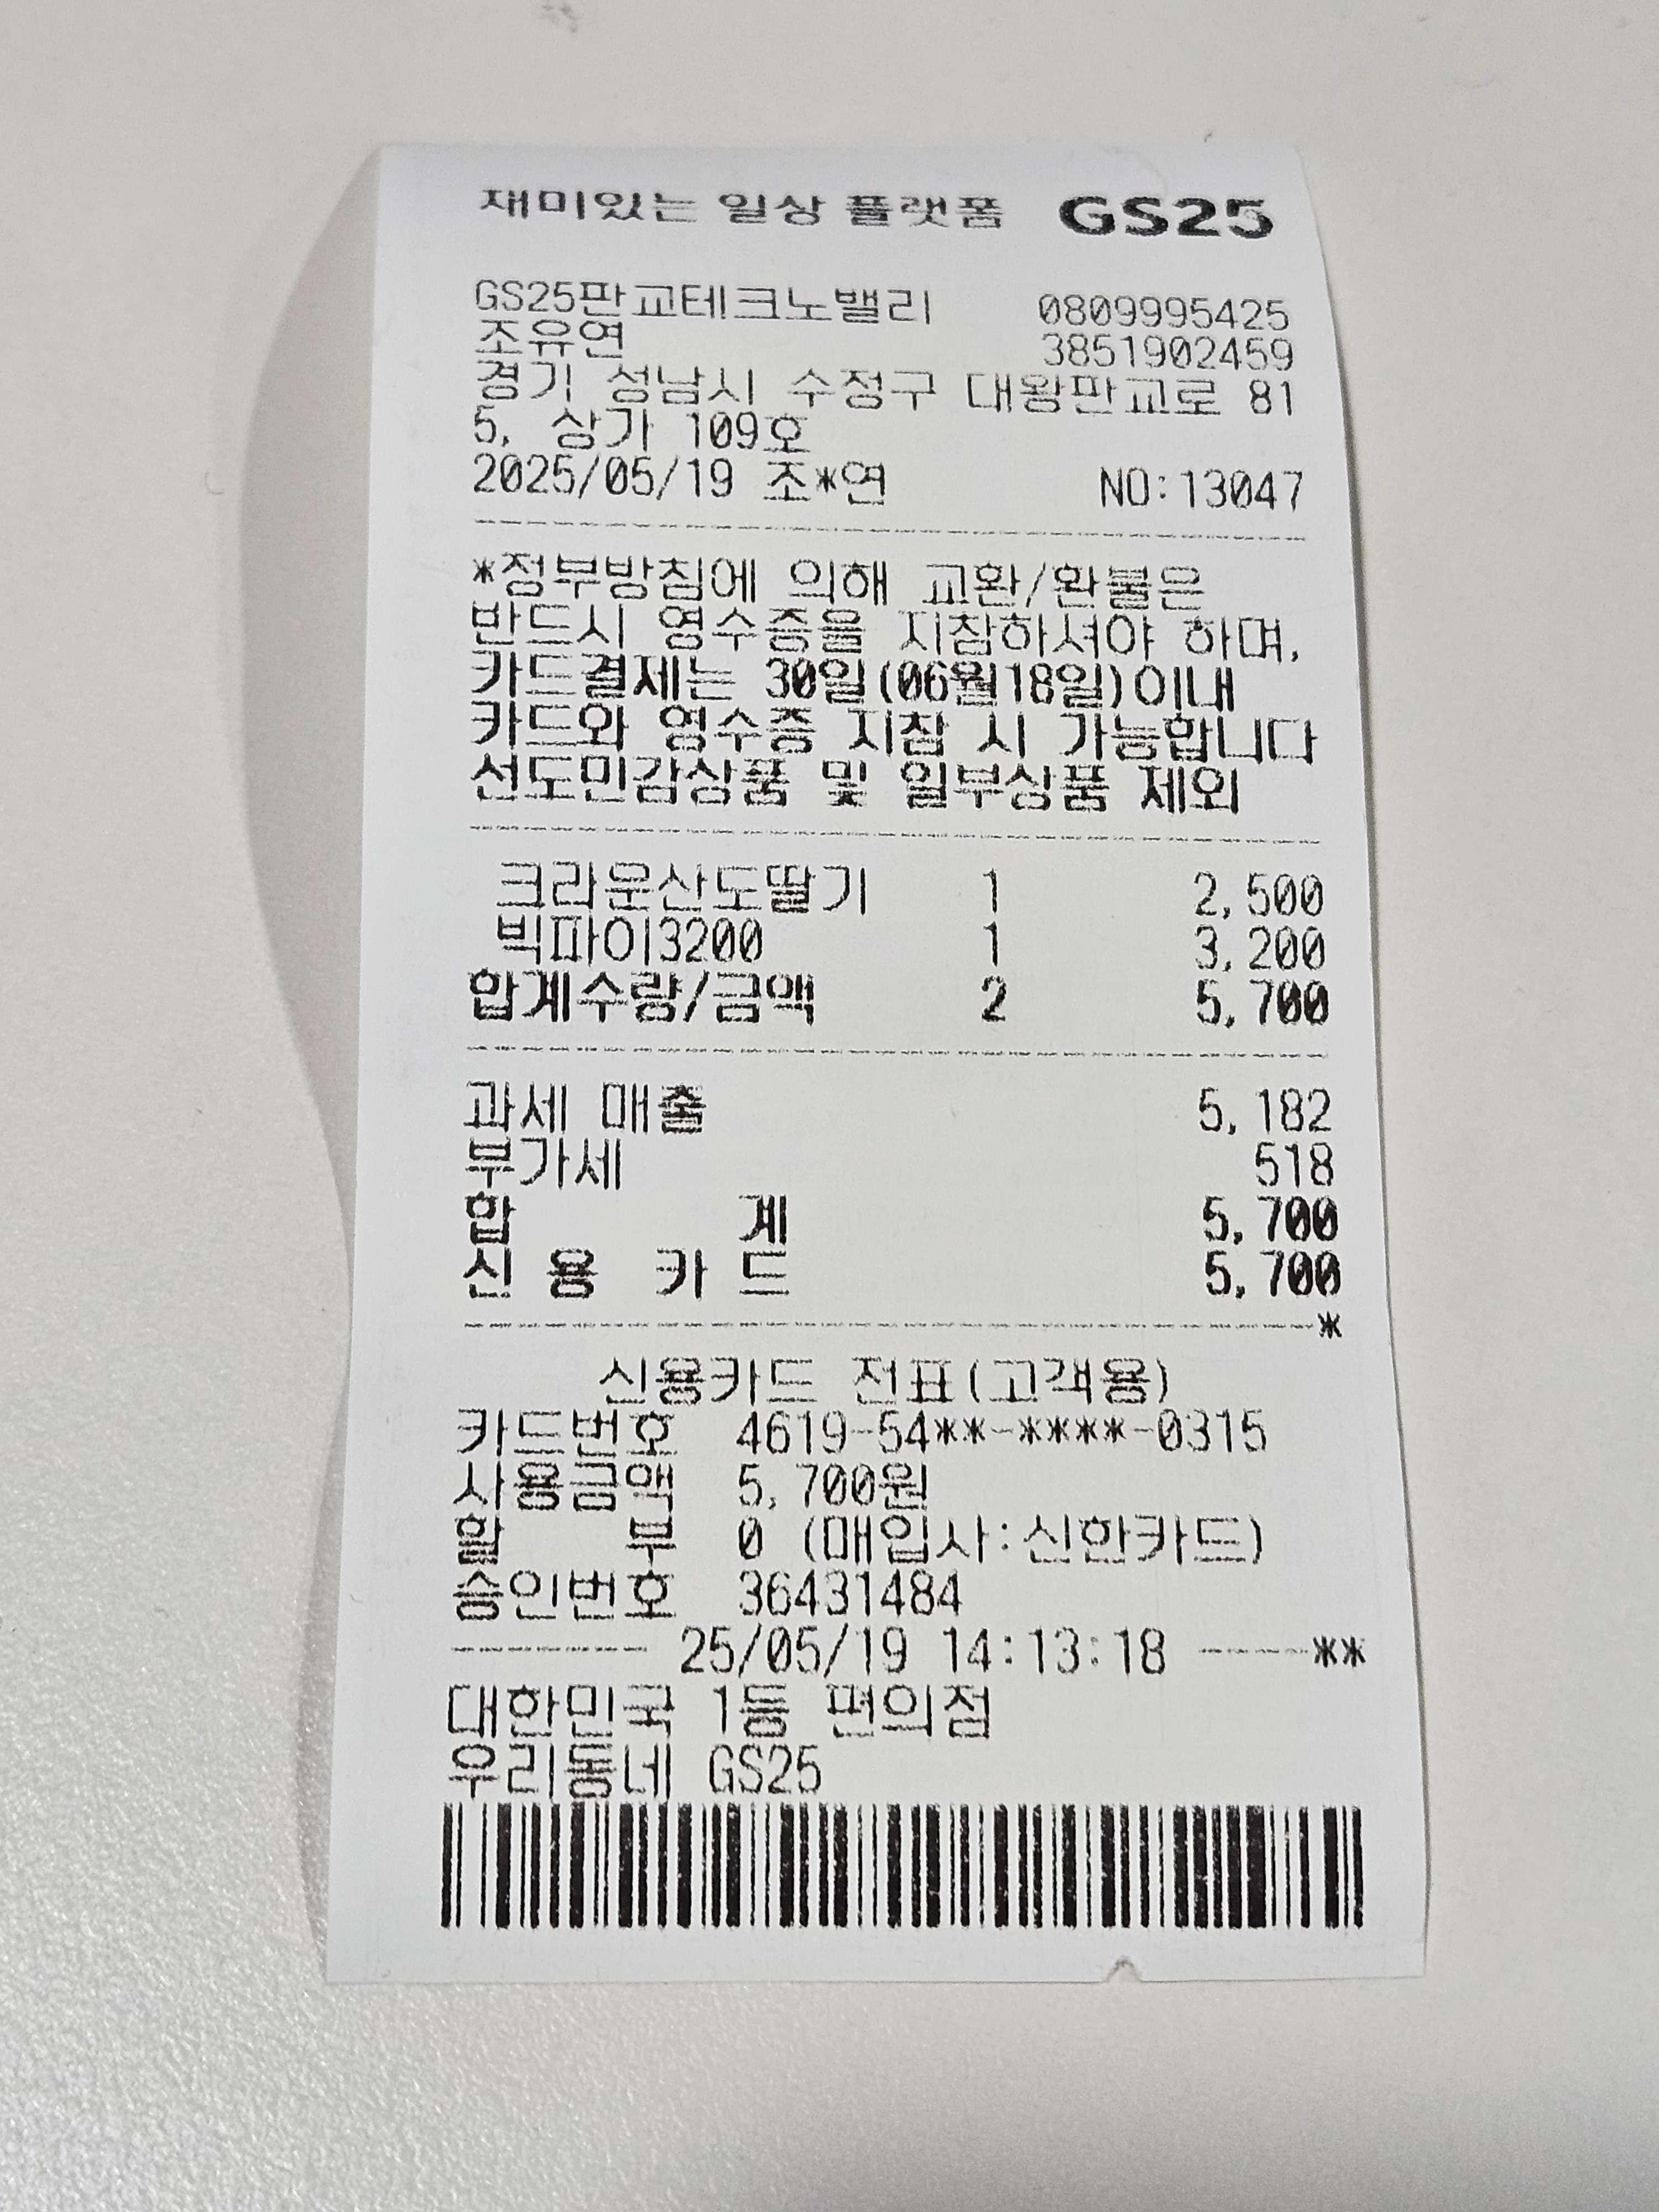 재미있는 일상 플랫폼 GS25
GS25판교테크노밸리 0809995425
조유연 3851902459
경기 성남시 수정구 대왕판교로 81
5, 상가 109호
2025/05/19 조*연 NO:13047
*정부방침에 의해 교환/환불은
반드시 영수증을 지참하셔야 하며,
카드결제는 30일(06월18일)이내
카드와 영수증 지참 시 가능합니다
선도민감상품 및 일부상품 제외
크라운산도딸기 1 2,500
빅파이3200 1 3,200
합계수량/금액 2 5,700
과세 매출 5,182
부가세 518
합 계 5,700
신 용 카 드 5,700
*
신용카드 전표(고객용)
카드번호 4619-54**-****-0315
사용금액 5,700원
할 부 0 (매입사:신한카드)
승인번호 36431484
------- 25/05/19 14:13:18 ----**
대한민국 1등 편의점
우리동네 GS25